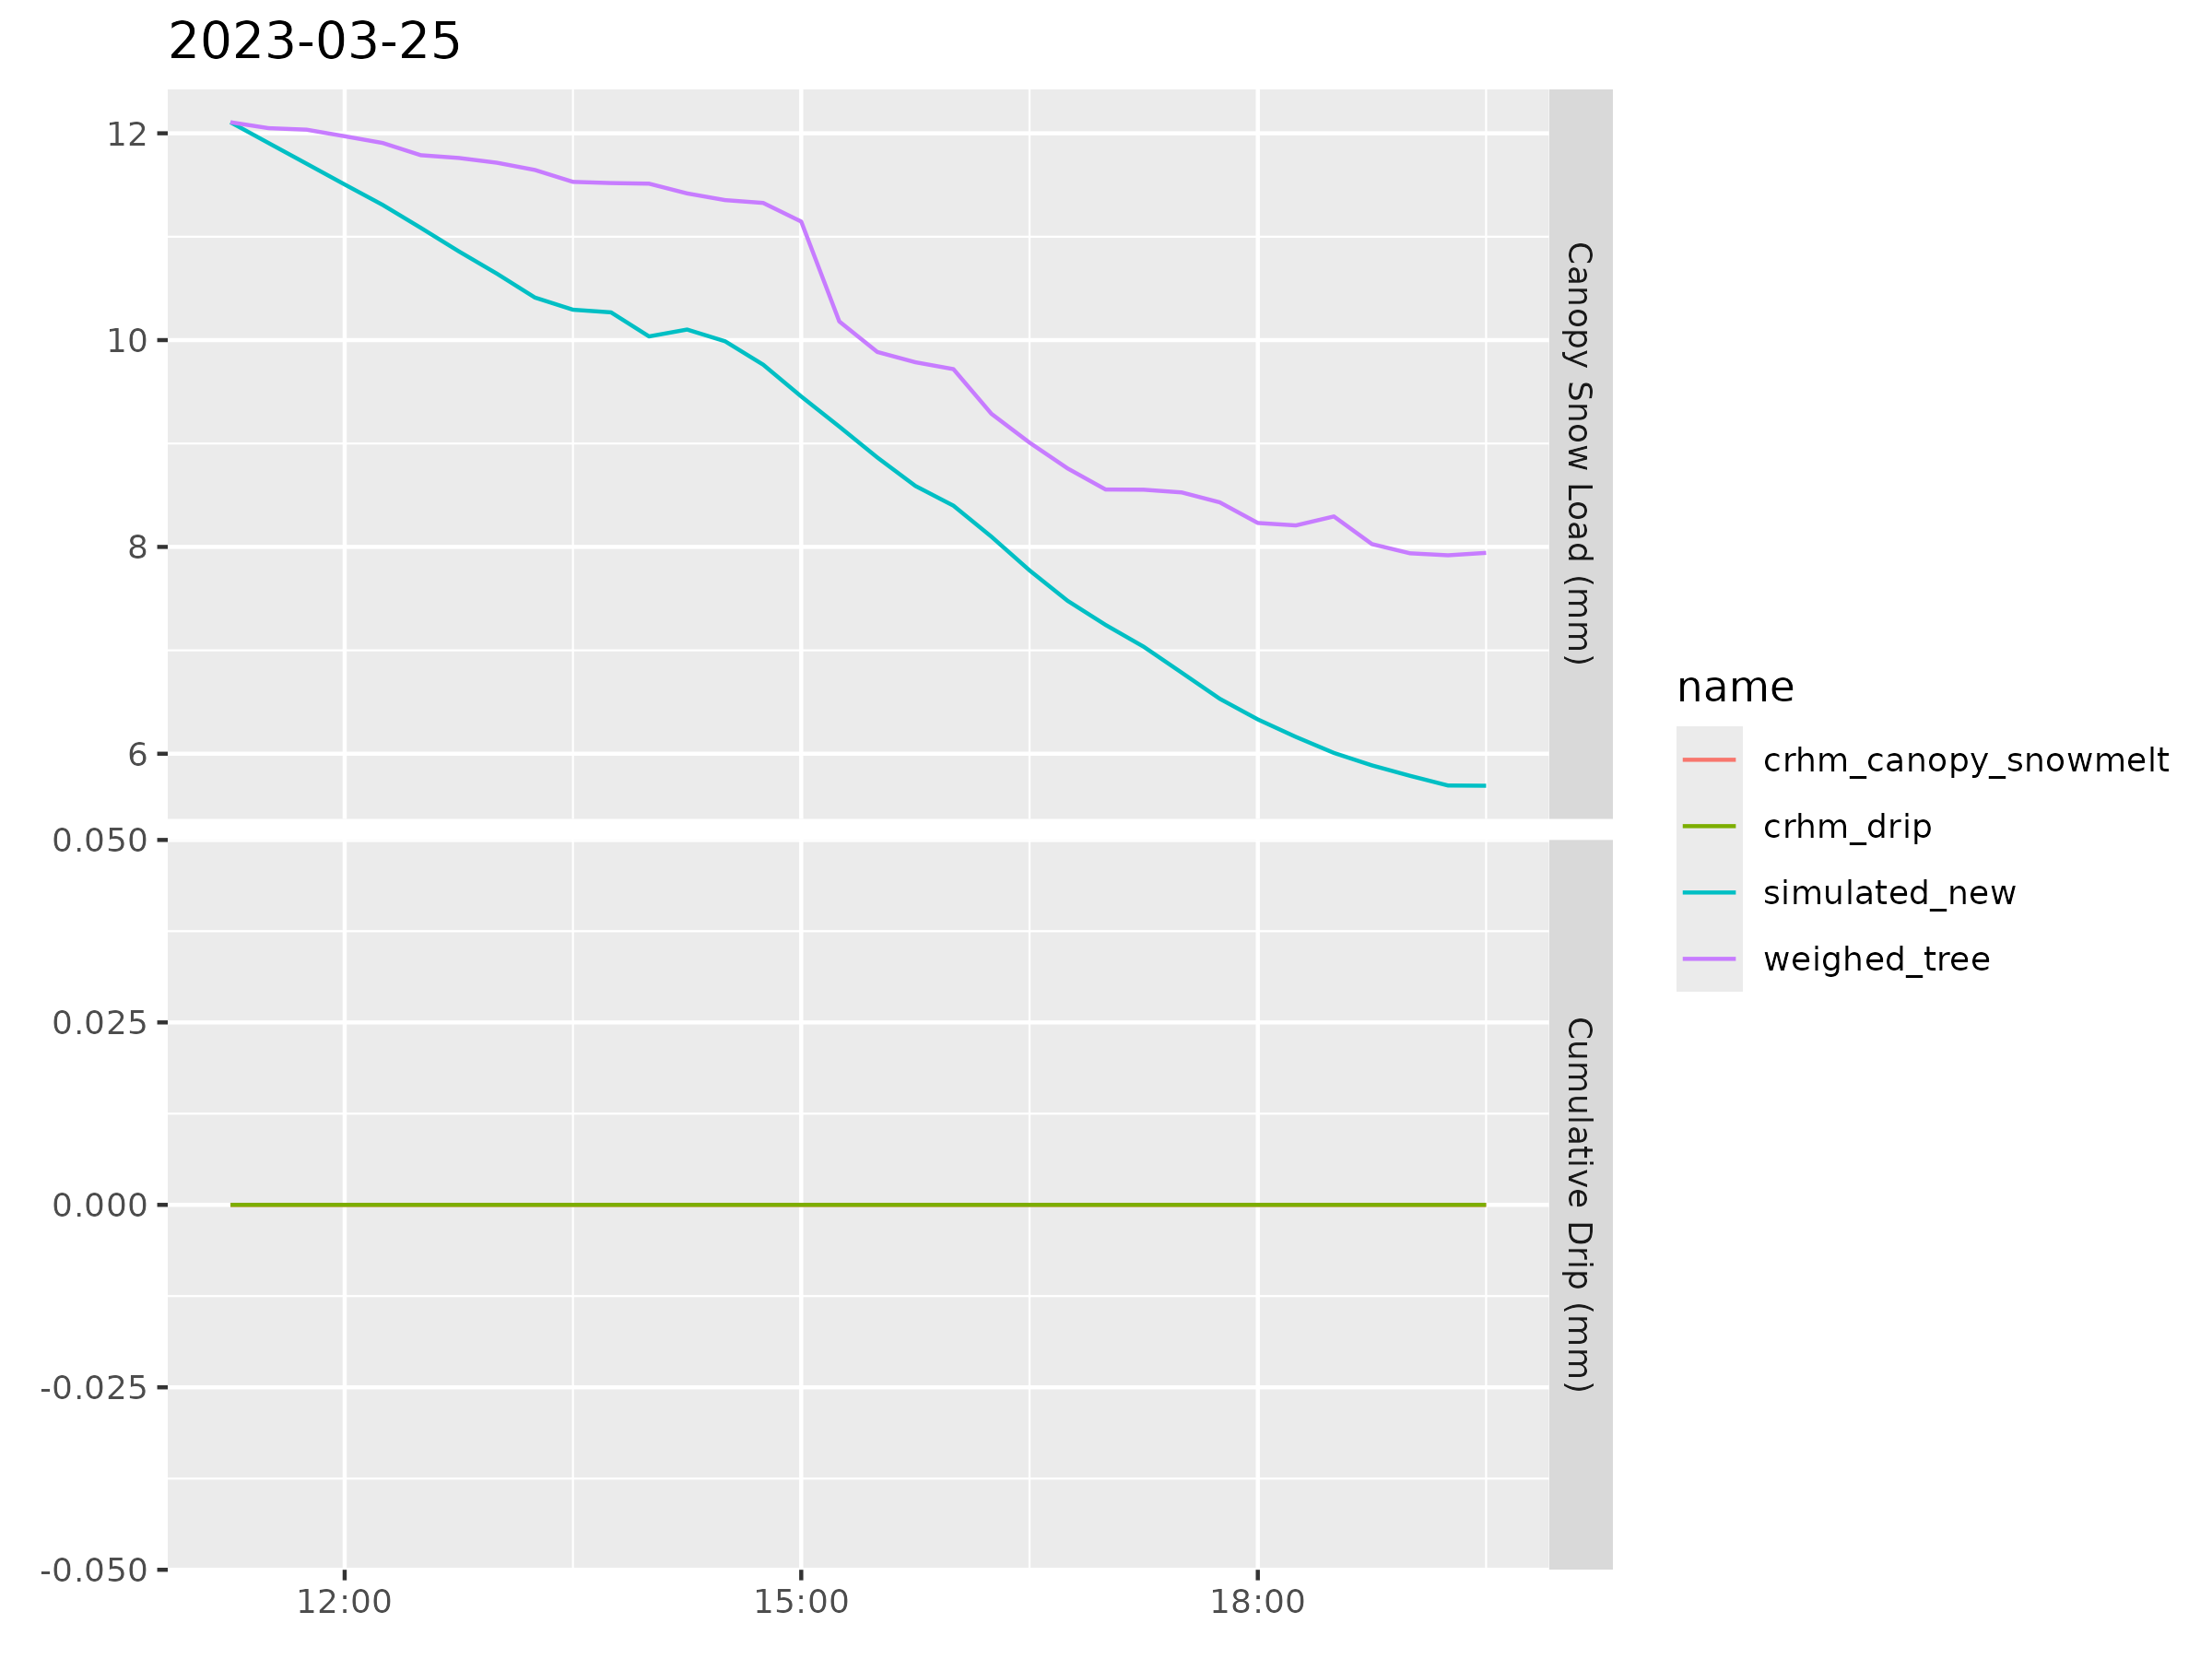 2023-03-25
12
10
8
6
Canopy Snow Load (mm)
0.050
0.025
0.000
-0.025
-0.050
Cumulative Drip (mm)
12:00
15:00
18:00
name
crhm_canopy_snowmelt
crhm_drip
simulated_new
weighed_tree